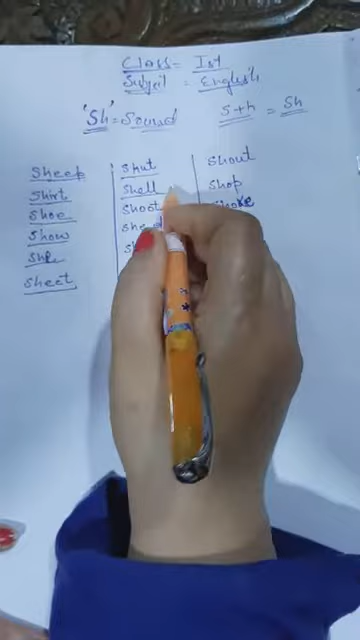 Class = Ist
Subject = English
'Sh' = Sound s+h = Sh
Sheep shut shout
Shirt shell shop
Shoe shoot
Show
She
Sheet